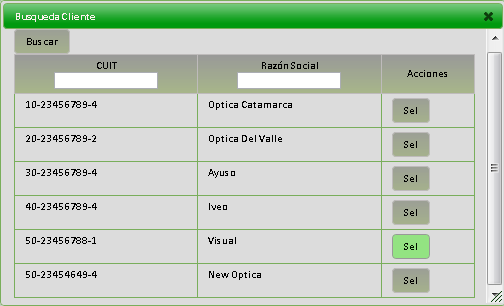 Busqueda Cliente
Buscar
CUIT Razón Social Acciones
10-23456789-4 Optica Catamarca Sel
20-23456789-2 Optica Del Valle Sel
30-23456789-4 Ayuso Sel
40-23456789-4 Iveo Sel
50-23456788-1 Visual Sel
50-23454649-4 New Optica Sel